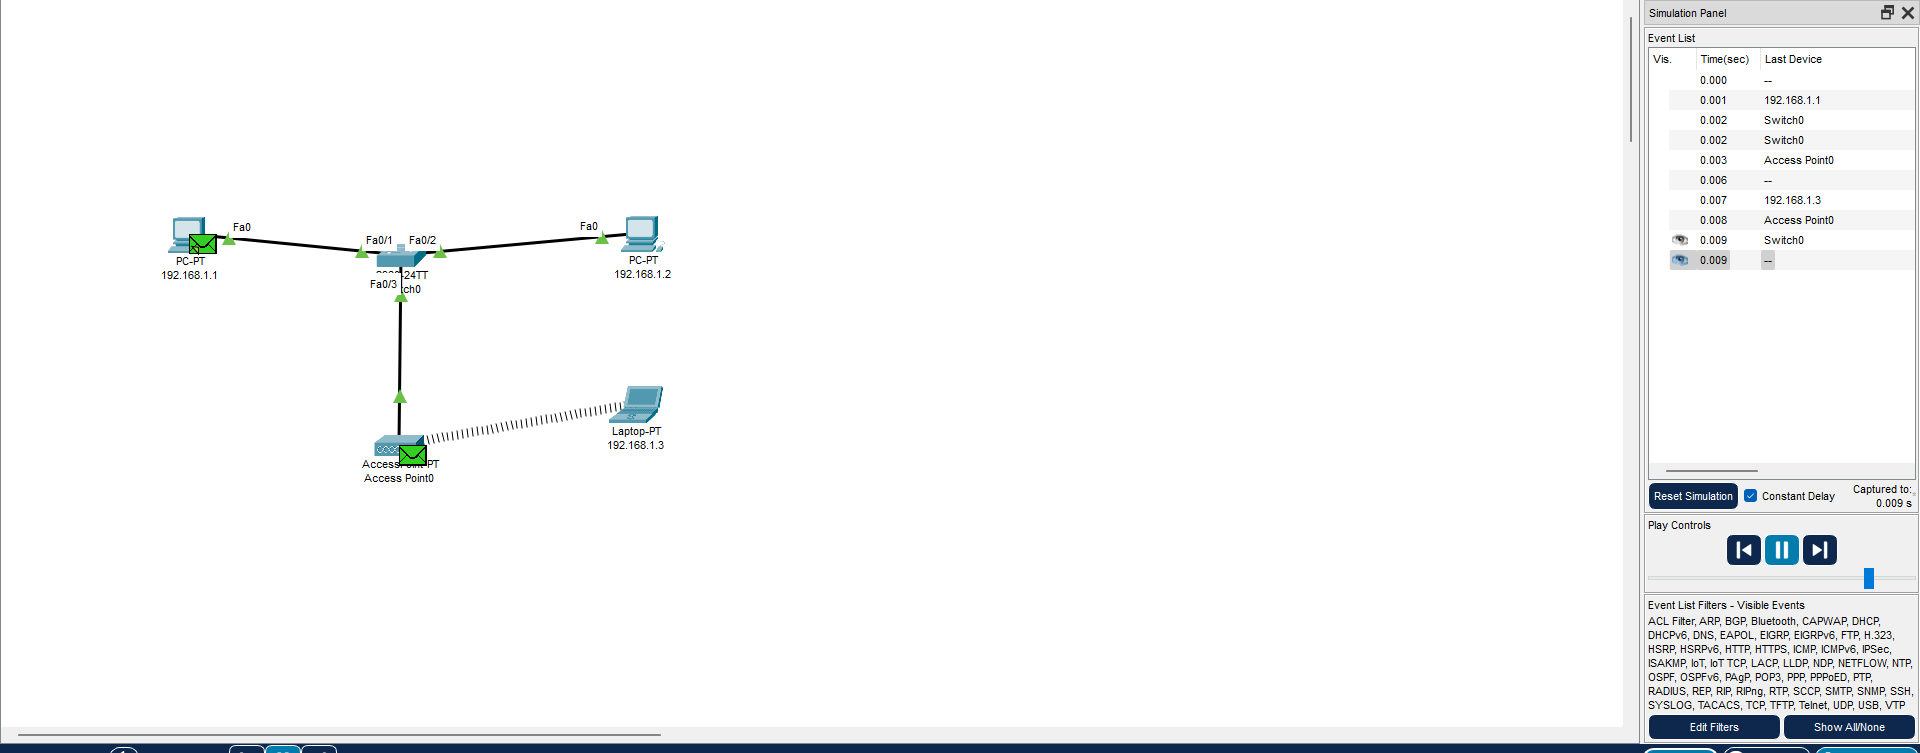 Simulation Panel
Event List
Vis. Time(sec) Last Device
0.000 --
0.001 192.168.1.1
0.002 Switch0
0.002 Switch0
0.003 Access Point0
0.006 --
0.007 192.168.1.3
0.008 Access Point0
0.009 Switch0
0.009 --
Fa0
Fa0/1
Fa0/2
Fa0
PC-PT
192.168.1.1
-24TT
Fa0/3
tch0
PC-PT
192.168.1.2
Laptop-PT
192.168.1.3
Access PT
Access Point0
Reset Simulation
Constant Delay
Captured to:
0.009 s
Play Controls
Event List Filters - Visible Events
ACL Filter, ARP, BGP, Bluetooth, CAPWAP, DHCP,
DHCPv6, DNS, EAPOL, EIGRP, EIGRPv6, FTP, H.323,
HSRP, HSRPv6, HTTP, HTTPS, ICMP, ICMPv6, IPSec,
ISAKMP, IoT, IoT TCP, LACP, LLDP, NDP, NETFLOW, NTP,
OSPF, OSPFv6, PAgP, POP3, PPP, PPPoED, PTP,
RADIUS, REP, RIP, RIPng, RTP, SCCP, SMTP, SNMP, SSH,
SYSLOG, TACACS, TCP, TFTP, Telnet, UDP, USB, VTP
Edit Filters
Show All/None